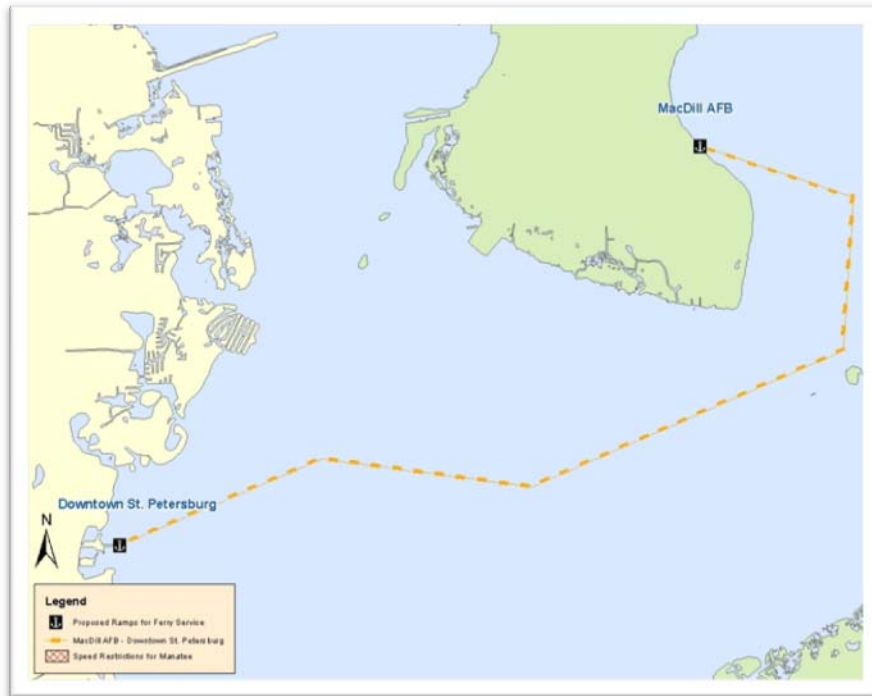 MacDill AFB
Downtown St. Petersburg
N
Legend
Proposed Ramps for Ferry Service
MacDill AFB - Downtown St. Petersburg
Speed Restrictions for Manatee